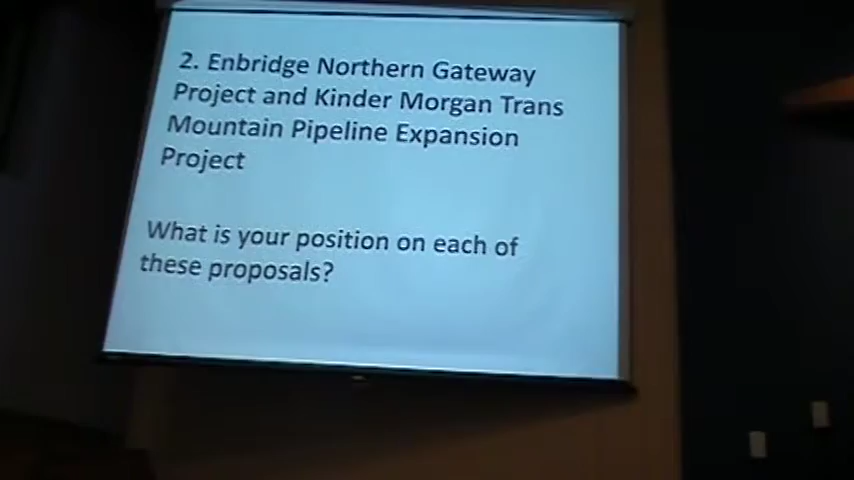 2. Enbridge Northern Gateway
Project and Kinder Morgan Trans
Mountain Pipeline Expansion
Project
What is your position on each of
these proposals?